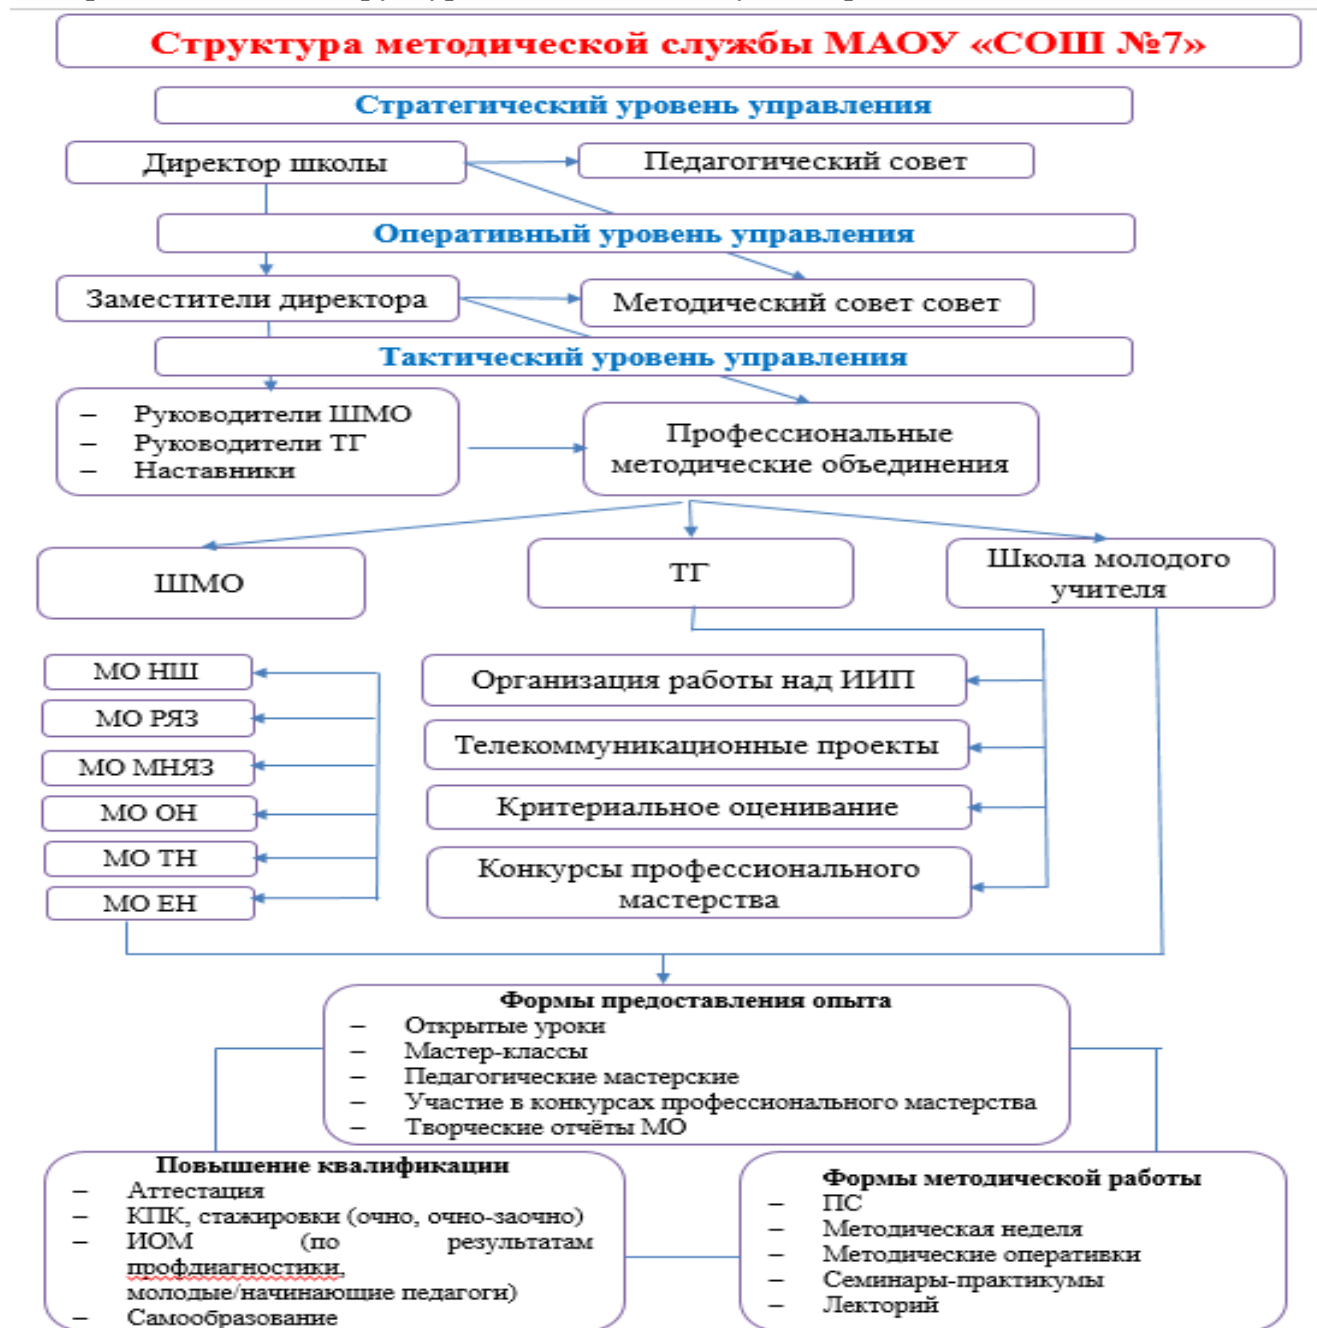 Структура методической службы МАОУ «СОШ №7»
Стратегический уровень управления
Директор школы
Педагогический совет
Оперативный уровень управления
Заместители директора
Методический совет совет
Тактический уровень управления
– Руководители ШМО
– Руководители ТГ
– Наставники
Профессиональные
методические объединения
ШМО
ТГ
Школа молодого
учителя
МО НШ
МО РЯЗ
МО МНЯЗ
МО ОН
МО ТН
МО ЕН
Организация работы над ИИП
Телекоммуникационные проекты
Критериальное оценивание
Конкурсы профессионального
мастерства
Формы предоставления опыта
– Открытые уроки
– Мастер-классы
– Педагогические мастерские
– Участие в конкурсах профессионального мастерства
– Творческие отчёты МО
Повышение квалификации
– Аттестация
– КПК, стажировки (очно, очно-заочно)
– ИОМ (по результатам
профдиагностики,
молодые/начинающие педагоги)
– Самообразование
Формы методической работы
– ПС
– Методическая неделя
– Методические оперативки
– Семинары-практикумы
– Лекторий